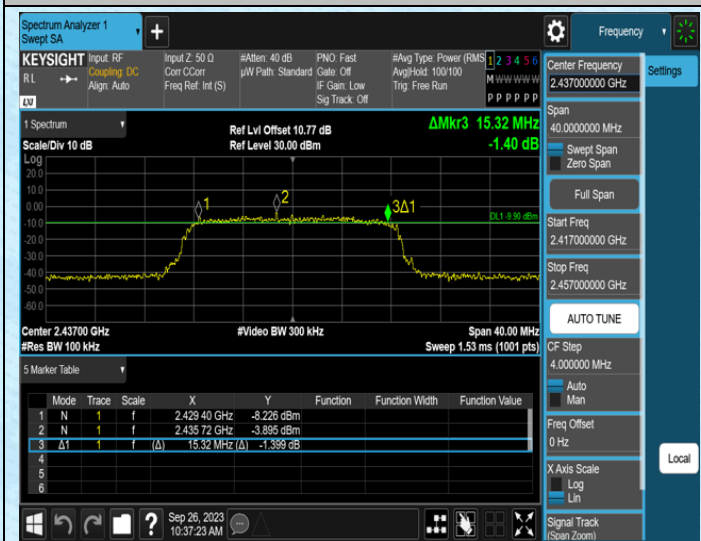 Spectrum Analyzer 1
Swept SA
+
Frequency
KEYSIGHT
RL
LXI
Input: RF
Coupling: DC
Align: Auto
Input Z: 50 Ω
Corr CCorr
Freq Ref: Int (S)
#Atten: 40 dB
µW Path: Standard
PNO: Fast
Gate: Off
IF Gain: Low
Sig Track: Off
#Avg Type: Power (RMS
Avg|Hold: 100/100
Trig: Free Run
1 2 3 4 5 6
M W W W W W
P P P P P P
1 Spectrum
Scale/Div 10 dB
Ref Lvl Offset 10.77 dB
Ref Level 30.00 dBm
ΔMkr3 15.32 MHz
-1.40 dB
Log
20.0
10.0
0.00
-10.0
-20.0
-30.0
-40.0
-50.0
-60.0
1
2
3Δ1
DL1 -9.90 dBm
Center 2.43700 GHz
#Res BW 100 kHz
#Video BW 300 kHz
Span 40.00 MHz
Sweep 1.53 ms (1001 pts)
5 Marker Table
Mode Trace Scale X Y Function Function Width Function Value
1 N 1 f 2.429 40 GHz -8.226 dBm
2 N 1 f 2.435 72 GHz -3.895 dBm
3 Δ1 1 f (Δ) 15.32 MHz (Δ) -1.399 dB
4
5
6
?
Sep 26, 2023
10:37:23 AM
Center Frequency
2.437000000 GHz
Span
40.0000000 MHz
Swept Span
Zero Span
Full Span
Start Freq
2.417000000 GHz
Stop Freq
2.457000000 GHz
AUTO TUNE
CF Step
4.000000 MHz
Auto
Man
Freq Offset
0 Hz
X Axis Scale
Log
Lin
Signal Track
(Span Zoom)
Settings
Local